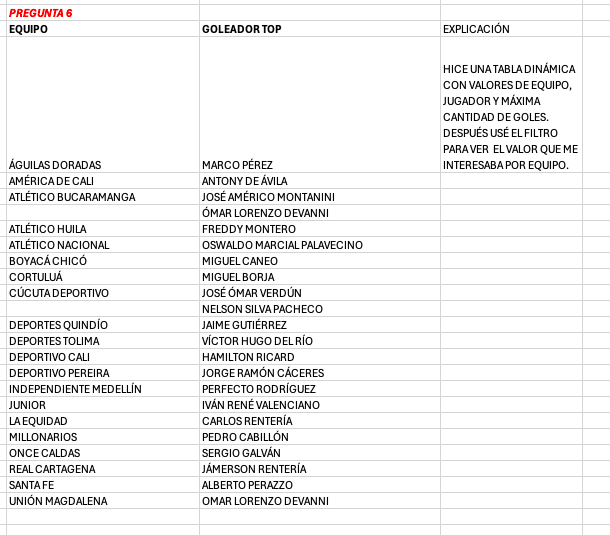 PREGUNTA 6
EQUIPO GOLEADOR TOP EXPLICACIÓN
HICE UNA TABLA DINÁMICA
CON VALORES DE EQUIPO,
JUGADOR Y MÁXIMA
CANTIDAD DE GOLES.
DESPUÉS USÉ EL FILTRO
PARA VER EL VALOR QUE ME
INTERESABA POR EQUIPO.
ÁGUILAS DORADAS MARCO PÉREZ
AMÉRICA DE CALI ANTONY DE ÁVILA
ATLÉTICO BUCARAMANGA JOSÉ AMÉRICO MONTANINI
ÓMAR LORENZO DEVANNI
ATLÉTICO HUILA FREDDY MONTERO
ATLÉTICO NACIONAL OSWALDO MARCIAL PALAVECINO
BOYACÁ CHICÓ MIGUEL CANEO
CORTULUÁ MIGUEL BORJA
CÚCUTA DEPORTIVO JOSÉ ÓMAR VERDÚN
NELSON SILVA PACHECO
DEPORTES QUINDÍO JAIME GUTIÉRREZ
DEPORTES TOLIMA VÍCTOR HUGO DEL RÍO
DEPORTIVO CALI HAMILTON RICARD
DEPORTIVO PEREIRA JORGE RAMÓN CÁCERES
INDEPENDIENTE MEDELLÍN PERFECTO RODRÍGUEZ
JUNIOR IVÁN RENÉ VALENCIANO
LA EQUIDAD CARLOS RENTERÍA
MILLONARIOS PEDRO CABILLÓN
ONCE CALDAS SERGIO GALVÁN
REAL CARTAGENA JÁMERSON RENTERÍA
SANTA FE ALBERTO PERAZZO
UNIÓN MAGDALENA OMAR LORENZO DEVANNI